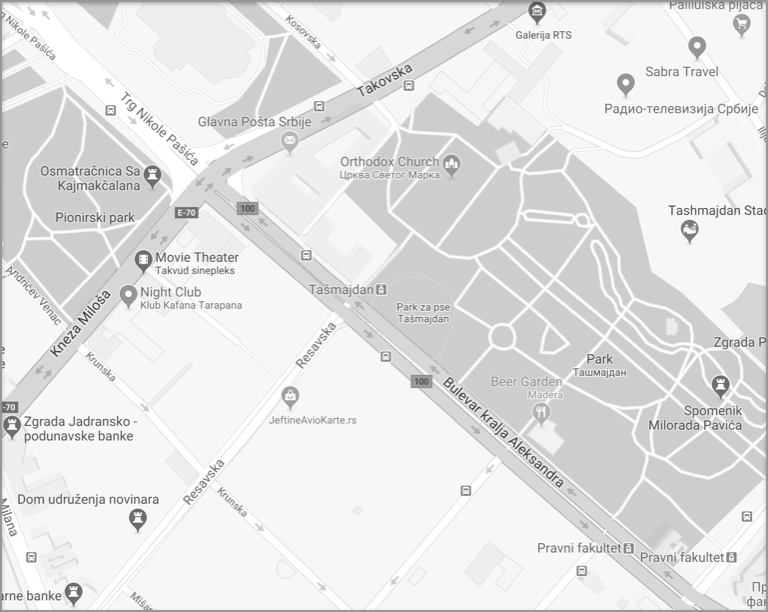 Paliluska pijaca
Galerija RTS
Kosovska
Trg Nikole Pašića
Takovska
Sabra Travel
Радио-телевизија Србије
Trg Nikole Pašića
Glavna Pošta Srbije
Osmatračnica Sa
Kajmakčalana
Orthodox Church
Црква Светог Марка
Pionirski park
E-70
100
Tashmajdan Stad
Movie Theater
Takvud sinepleks
Night Club
Klub Kafana Tarapana
Tašmajdan
Park za pse
Tašmajdan
Andrićev Venac
Kneza Miloša
Resavska
Zgrada P
Park
Ташмајдан
Krunska
100
Beer Garden
Madera
Bulevar kralja Aleksandra
Spomenik
Milorada Pavića
-70
JeftineAvioKarte.rs
Zgrada Jadransko -
podunavske banke
Resavska
Krunska
Dom udruženja novinara
Milana
Pravni fakultet
Pravni fakultet
arne banke
Mišar
Пр
фак